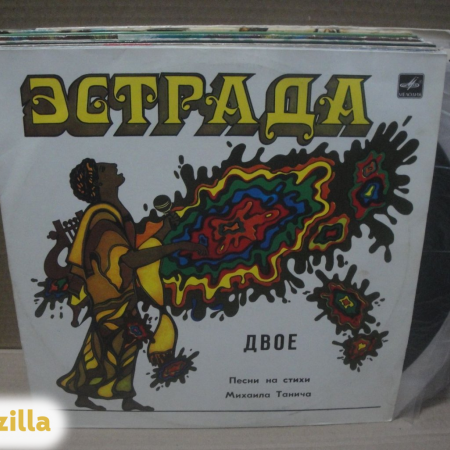 ЭСТРАДА
ДВОЕ
Песни на стихи
Михаила Танича
zilla